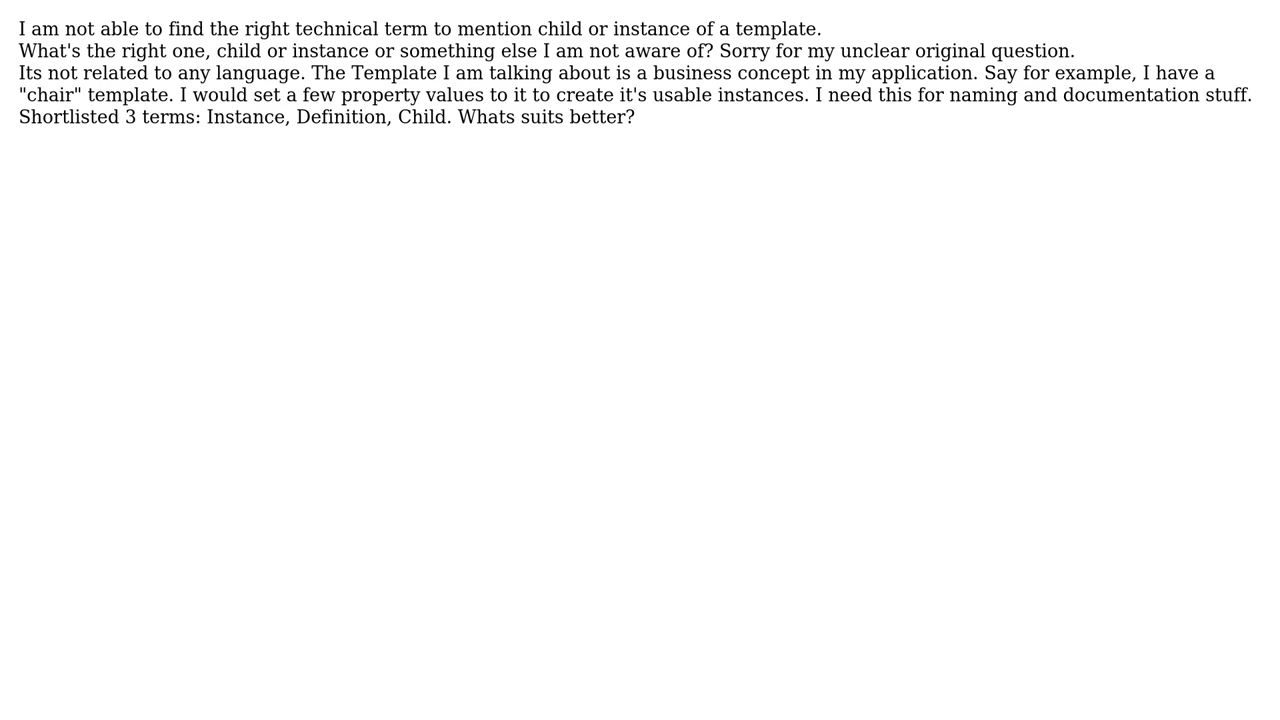 I am not able to find the right technical term to mention child or instance of a template.
What's the right one, child or instance or something else I am not aware of? Sorry for my unclear original question.
Its not related to any language. The Template I am talking about is a business concept in my application. Say for example, I have a
"chair" template. I would set a few property values to it to create it's usable instances. I need this for naming and documentation stuff.
Shortlisted 3 terms: Instance, Definition, Child. Whats suits better?